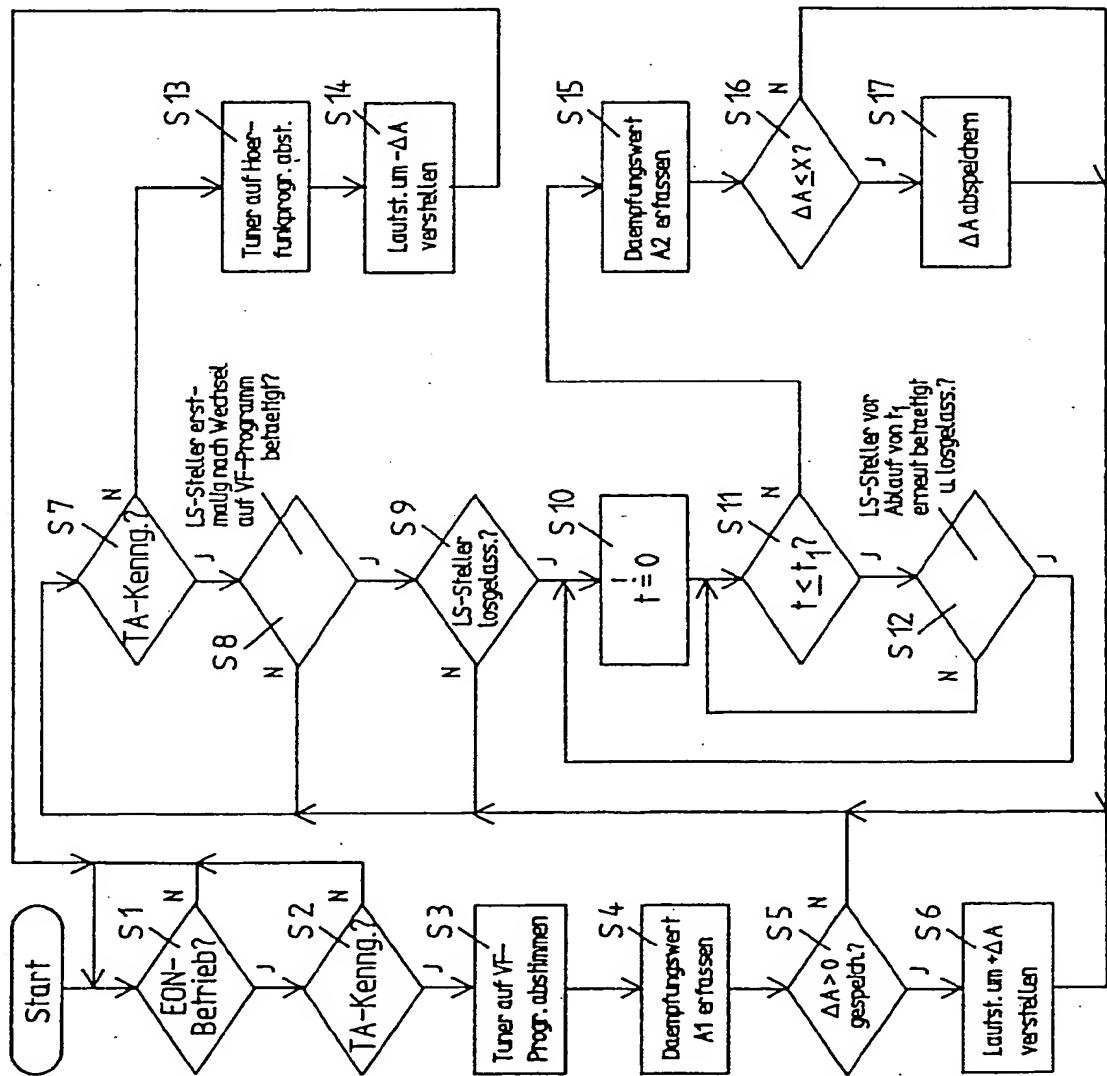 Start
S1
EON-
Betrieb?
N
J
S2
TA-Kenng.?
N
J
S3
Tuner auf VF-
Progr. abstimmen
S4
Daempfungswert
A1 erfassen
S5
ΔA > 0
gespeich.?
N
J
S6
Lautst. um +ΔA
verstellen
S7
TA-Kenng.?
N
J
S8
LS-Steller erst-
malig nach Wechsel
auf VF-Programm
betaetigt?
N
J
S9
LS-Steller
losgelass.?
N
J
S10
t ≟ 0
S11
t ≤ t₁?
N
J
S12
LS-Steller vor
Ablauf von t₁
erneut betaetigt
u. losgelass.?
N
J
S13
Tuner auf Hoer-
funkprogr. abst.
S14
Lautst. um -ΔA
verstellen
S15
Daempfungswert
A2 erfassen
S16
ΔA ≤ X?
N
J
S17
ΔA abspeichern